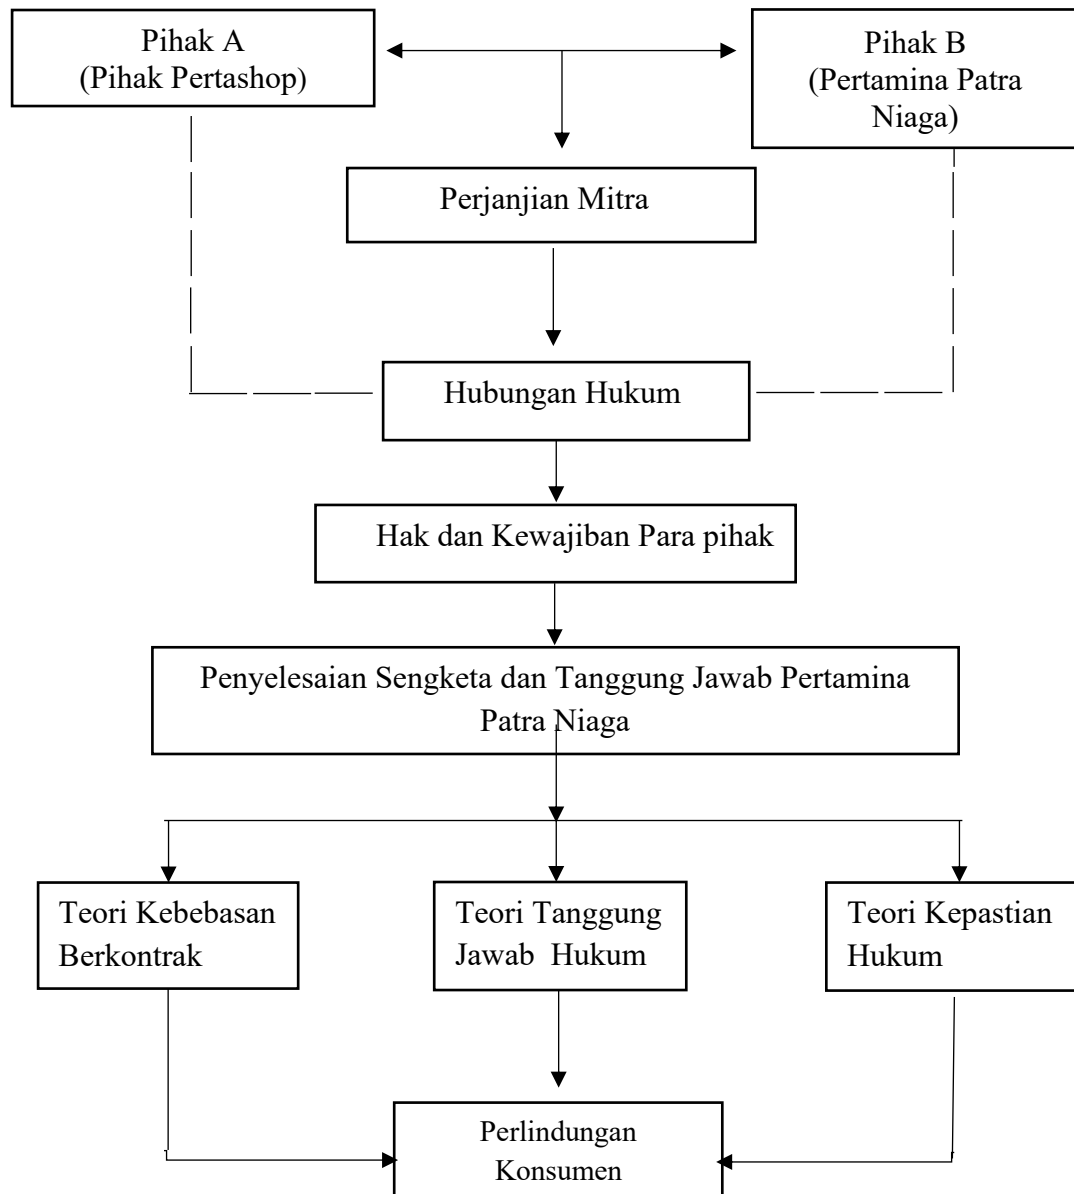 Pihak A
(Pihak Pertashop)
Pihak B
(Pertamina Patra
Niaga)
Perjanjian Mitra
Hubungan Hukum
Hak dan Kewajiban Para pihak
Penyelesaian Sengketa dan Tanggung Jawab Pertamina
Patra Niaga
Teori Kebebasan
Berkontrak
Teori Tanggung
Jawab Hukum
Teori Kepastian
Hukum
Perlindungan
Konsumen